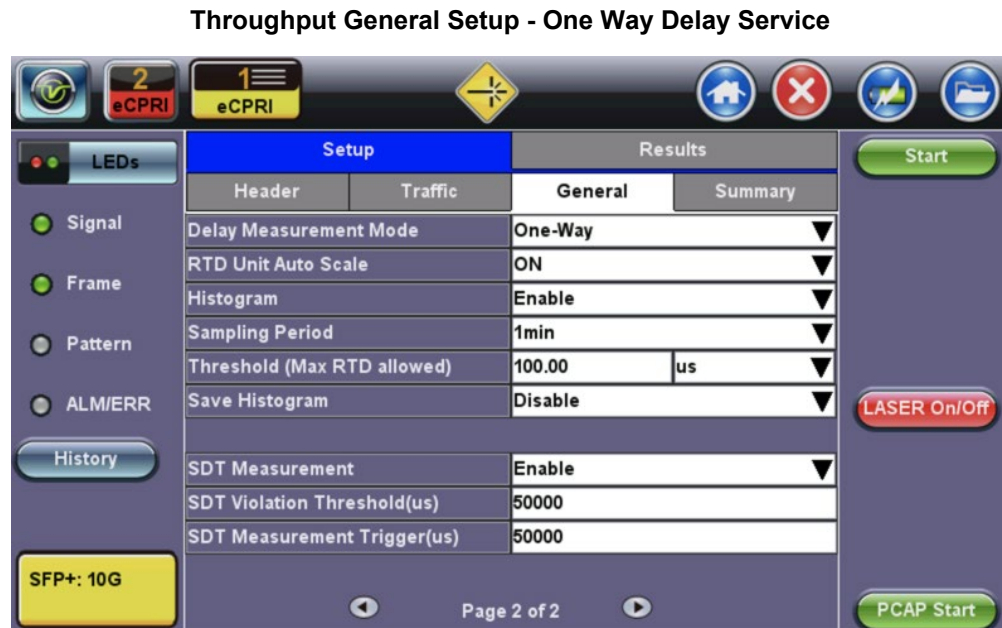 Throughput General Setup - One Way Delay Service
2 eCPRI
1 eCPRI
LEDs
Setup Results
Start
Header Traffic General Summary
Signal
Delay Measurement Mode One-Way
RTD Unit Auto Scale ON
Frame
Histogram Enable
Sampling Period 1min
Pattern
Threshold (Max RTD allowed) 100.00 us
Save Histogram Disable
ALM/ERR
LASER On/Off
History
SDT Measurement Enable
SDT Violation Threshold(us) 50000
SDT Measurement Trigger(us) 50000
SFP+: 10G
Page 2 of 2
PCAP Start